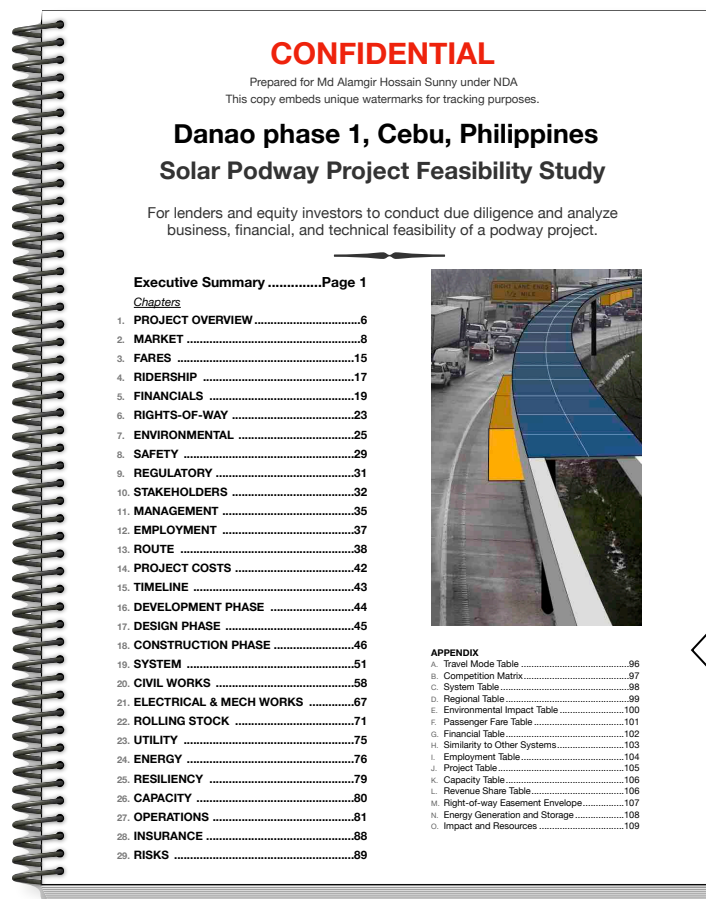 CONFIDENTIAL
Prepared for Md Alamgir Hossain Sunny under NDA
This copy embeds unique watermarks for tracking purposes.
Danao phase 1, Cebu, Philippines
Solar Podway Project Feasibility Study
For lenders and equity investors to conduct due diligence and analyze
business, financial, and technical feasibility of a podway project.
Executive Summary ..............Page 1
Chapters
1. PROJECT OVERVIEW ................................6
2. MARKET ..................................................8
3. FARES .....................................................15
4. RIDERSHIP .............................................17
5. FINANCIALS ...........................................19
6. RIGHTS-OF-WAY ....................................23
7. ENVIRONMENTAL ...................................25
8. SAFETY ..................................................29
9. REGULATORY .........................................31
10. STAKEHOLDERS ....................................32
11. MANAGEMENT .......................................35
12. EMPLOYMENT .......................................37
13. ROUTE ....................................................38
14. PROJECT COSTS ...................................42
15. TIMELINE ................................................43
16. DEVELOPMENT PHASE .........................44
17. DESIGN PHASE ......................................45
18. CONSTRUCTION PHASE ........................46
19. SYSTEM ..................................................51
20. CIVIL WORKS .........................................58
21. ELECTRICAL & MECH WORKS .............67
22. ROLLING STOCK ...................................71
23. UTILITY ...................................................75
24. ENERGY .................................................76
25. RESILIENCY ...........................................79
26. CAPACITY ...............................................80
27. OPERATIONS ..........................................81
28. INSURANCE ............................................88
29. RISKS ......................................................89
RIGHT LANE ENDS
1/2 MILE
APPENDIX
A. Travel Mode Table .......................................96
B. Competition Matrix......................................97
C. System Table ..............................................98
D. Regional Table ............................................99
E. Environmental Impact Table .......................100
F. Passenger Fare Table ................................101
G. Financial Table ..........................................102
H. Similarity to Other Systems........................103
I. Employment Table .....................................104
J. Project Table .............................................105
K. Capacity Table ...........................................106
L. Revenue Share Table .................................106
M. Right-of-way Easement Envelope...............107
N. Energy Generation and Storage .................108
O. Impact and Resources ..............................109